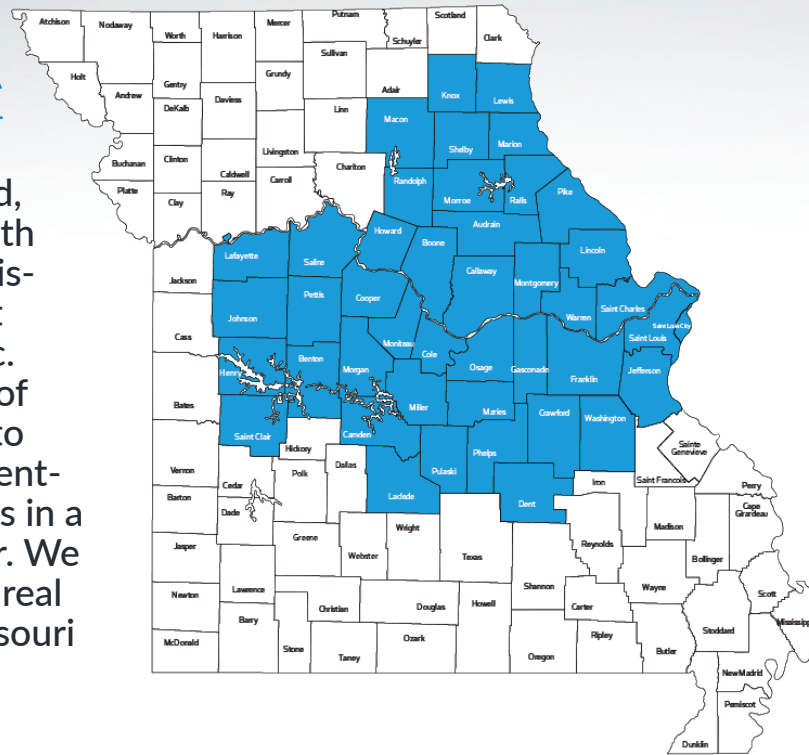 d,
th
is-
t
c.
of
to
ent-
s in a
r. We
real
souri
Atchison
Nodaway
Worth
Harrison
Mercer
Putnam
Schuyler
Scotland
Clark
Holt
Andrew
Gentry
DeKalb
Daviess
Grundy
Sullivan
Linn
Adair
Knox
Lewis
Macon
Shelby
Marion
Buchanan
Clinton
Caldwell
Livingston
Chariton
Platte
Clay
Ray
Carroll
Randolph
Monroe
Ralls
Pike
Howard
Boone
Audrain
Lincoln
Lafayette
Saline
Callaway
Montgomery
Jackson
Johnson
Pettis
Cooper
Warren
Saint Charles
Saint Louis City
Saint Louis
Cass
Moniteau
Cole
Osage
Gasconade
Franklin
Jefferson
Henry
Benton
Morgan
Miller
Maries
Crawford
Washington
Bates
Saint Clair
Camden
Hickory
Phelps
Pulaski
Sainte
Genevieve
Vernon
Cedar
Polk
Dallas
Laclede
Dent
Iron
Saint Francois
Perry
Barton
Dade
Greene
Webster
Wright
Texas
Reynolds
Madison
Cape
Girardeau
Bollinger
Jasper
Newton
Lawrence
Christian
Douglas
Howell
Shannon
Carter
Wayne
Scott
Mississipp
Stoddard
McDonald
Barry
Stone
Taney
Ozark
Oregon
Ripley
Butler
New Madrid
Pemiscot
Dunklin